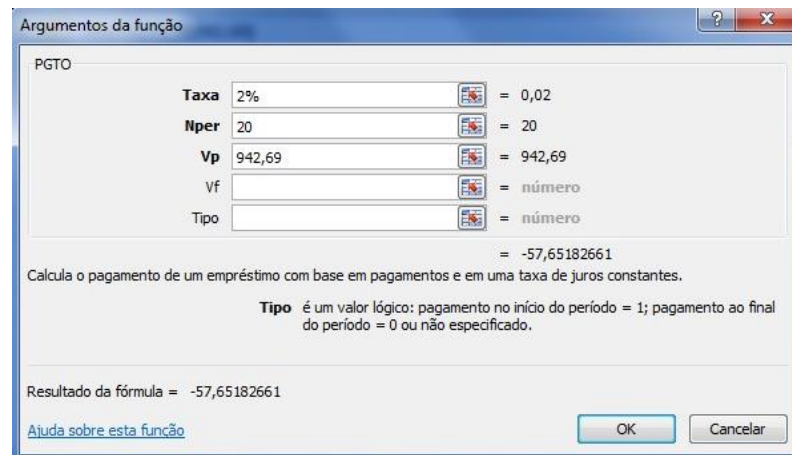 Argumentos da função
PGTO
Taxa 2% = 0,02
Nper 20 = 20
Vp 942,69 = 942,69
Vf = número
Tipo = número
= -57,65182661
Calcula o pagamento de um empréstimo com base em pagamentos e em uma taxa de juros constantes.
Tipo é um valor lógico: pagamento no início do período = 1; pagamento ao final
do período = 0 ou não especificado.
Resultado da fórmula = -57,65182661
Ajuda sobre esta função OK Cancelar